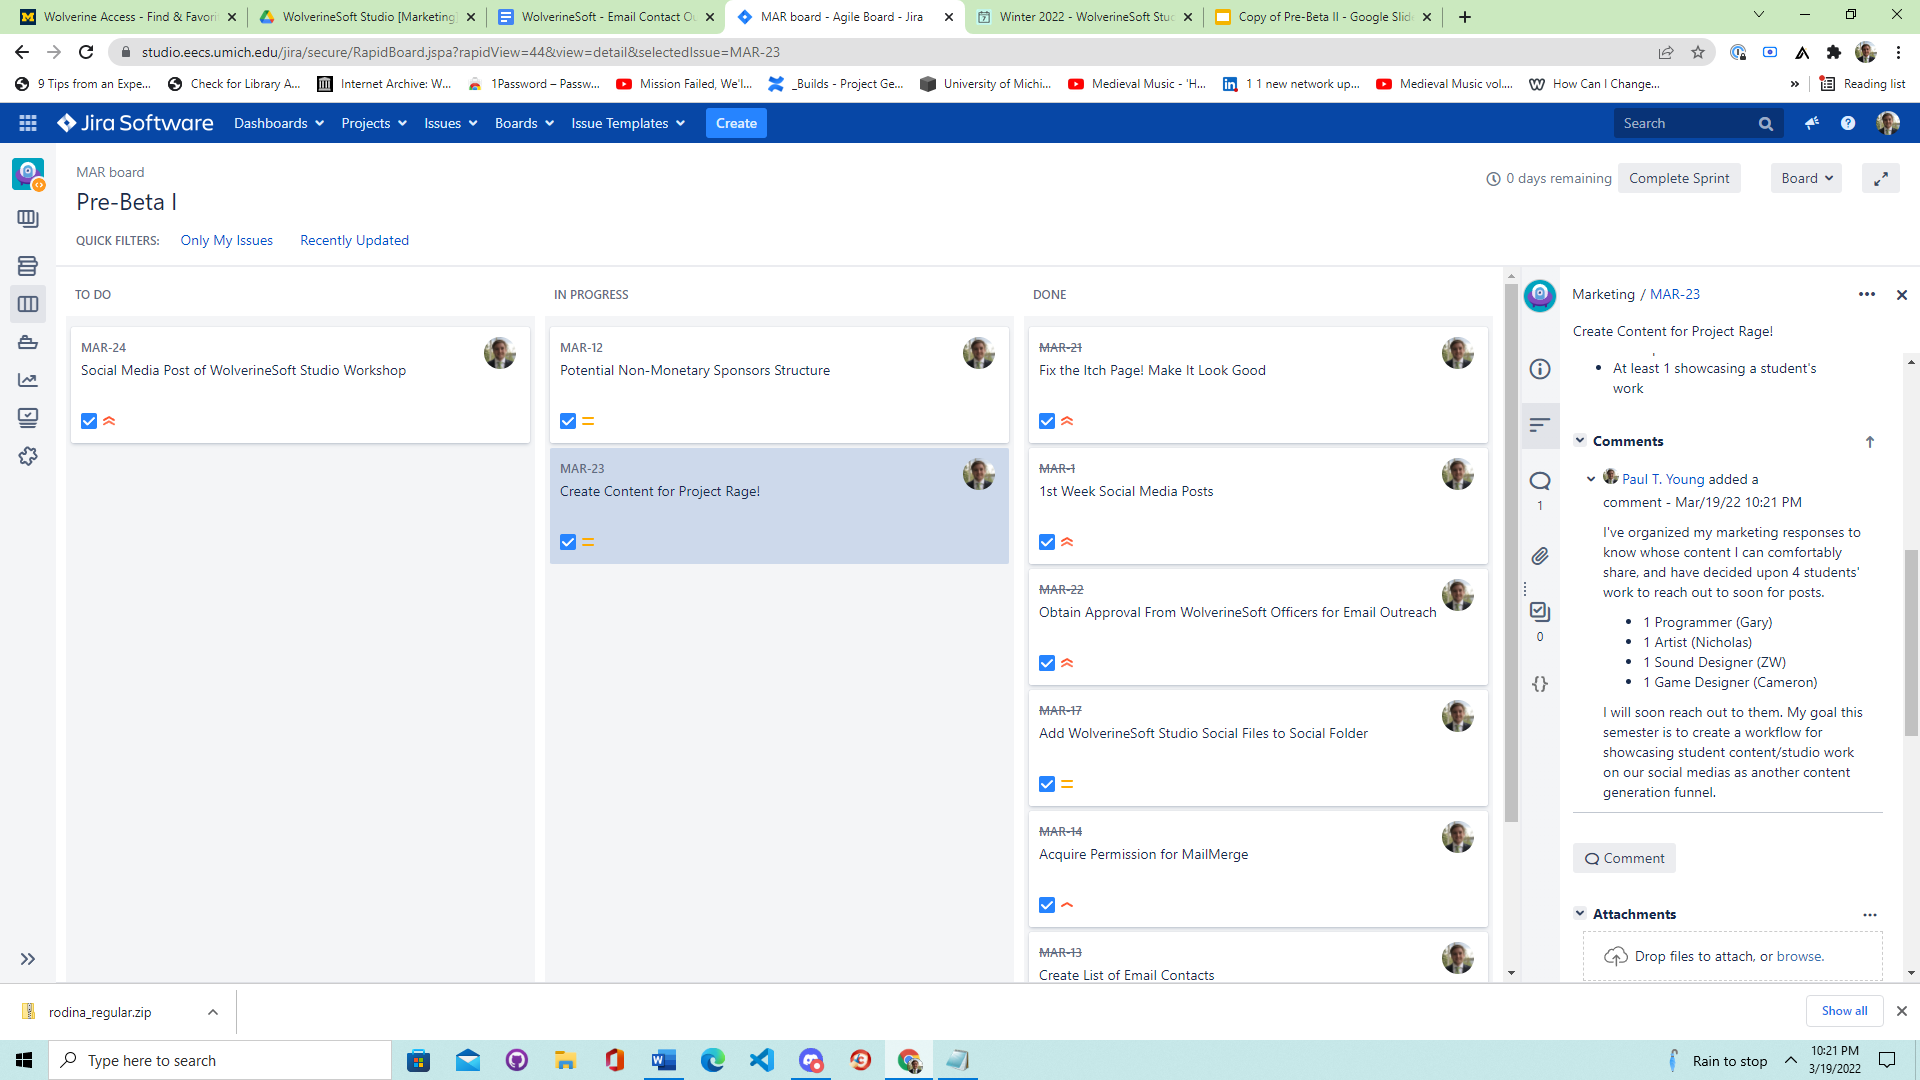 Wolverine Access - Find & Favori
WolverineSoft Studio [Marketing]
WolverineSoft - Email Contact Ou
MAR board - Agile Board - Jira
Winter 2022 - WolverineSoft Stu
Copy of Pre-Beta II - Google Slid
studio.eecs.umich.edu/jira/secure/RapidBoard.jspa?rapidView=44&view=detail&selectedIssue=MAR-23
9 Tips from an Expe...
Check for Library A...
Internet Archive: W...
1Password – Passw...
Mission Failed, We'l...
_Builds - Project Ge...
University of Michi...
Medieval Music - 'H...
1 1 new network up...
Medieval Music vol....
How Can I Change...
»
Reading list
Jira Software
Dashboards
Projects
Issues
Boards
Issue Templates
Create
Search
MAR board
Pre-Beta I
0 days remaining
Complete Sprint
Board
QUICK FILTERS:
Only My Issues
Recently Updated
TO DO
MAR-24
Social Media Post of WolverineSoft Studio Workshop
IN PROGRESS
MAR-12
Potential Non-Monetary Sponsors Structure
MAR-23
Create Content for Project Rage!
DONE
MAR-21
Fix the Itch Page! Make It Look Good
MAR-1
1st Week Social Media Posts
MAR-22
Obtain Approval From WolverineSoft Officers for Email Outreach
MAR-17
Add WolverineSoft Studio Social Files to Social Folder
MAR-14
Acquire Permission for MailMerge
MAR-13
Create List of Email Contacts
1
0
Marketing / MAR-23
Create Content for Project Rage!
• At least 1 showcasing a student's
work
Comments
Paul T. Young added a
comment - Mar/19/22 10:21 PM
I've organized my marketing responses to
know whose content I can comfortably
share, and have decided upon 4 students'
work to reach out to soon for posts.
• 1 Programmer (Gary)
• 1 Artist (Nicholas)
• 1 Sound Designer (ZW)
• 1 Game Designer (Cameron)
I will soon reach out to them. My goal this
semester is to create a workflow for
showcasing student content/studio work
on our social medias as another content
generation funnel.
Comment
Attachments
Drop files to attach, or browse.
rodina_regular.zip
Show all
Type here to search
Rain to stop
10:21 PM
3/19/2022